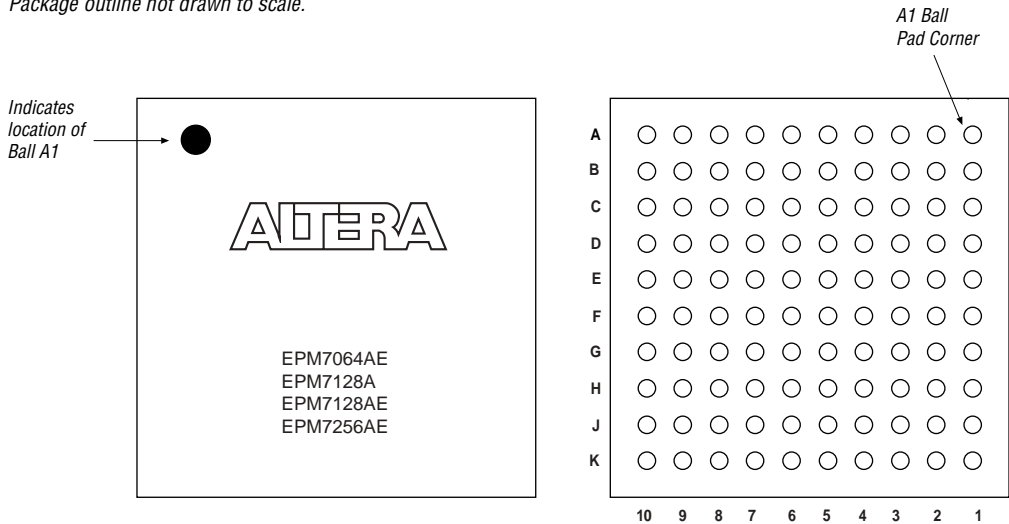 Package outline not drawn to scale.
A1 Ball
Pad Corner
Indicates
location of
Ball A1
ALTERA
EPM7064AE
EPM7128A
EPM7128AE
EPM7256AE
A
B
C
D
E
F
G
H
J
K
10 9 8 7 6 5 4 3 2 1